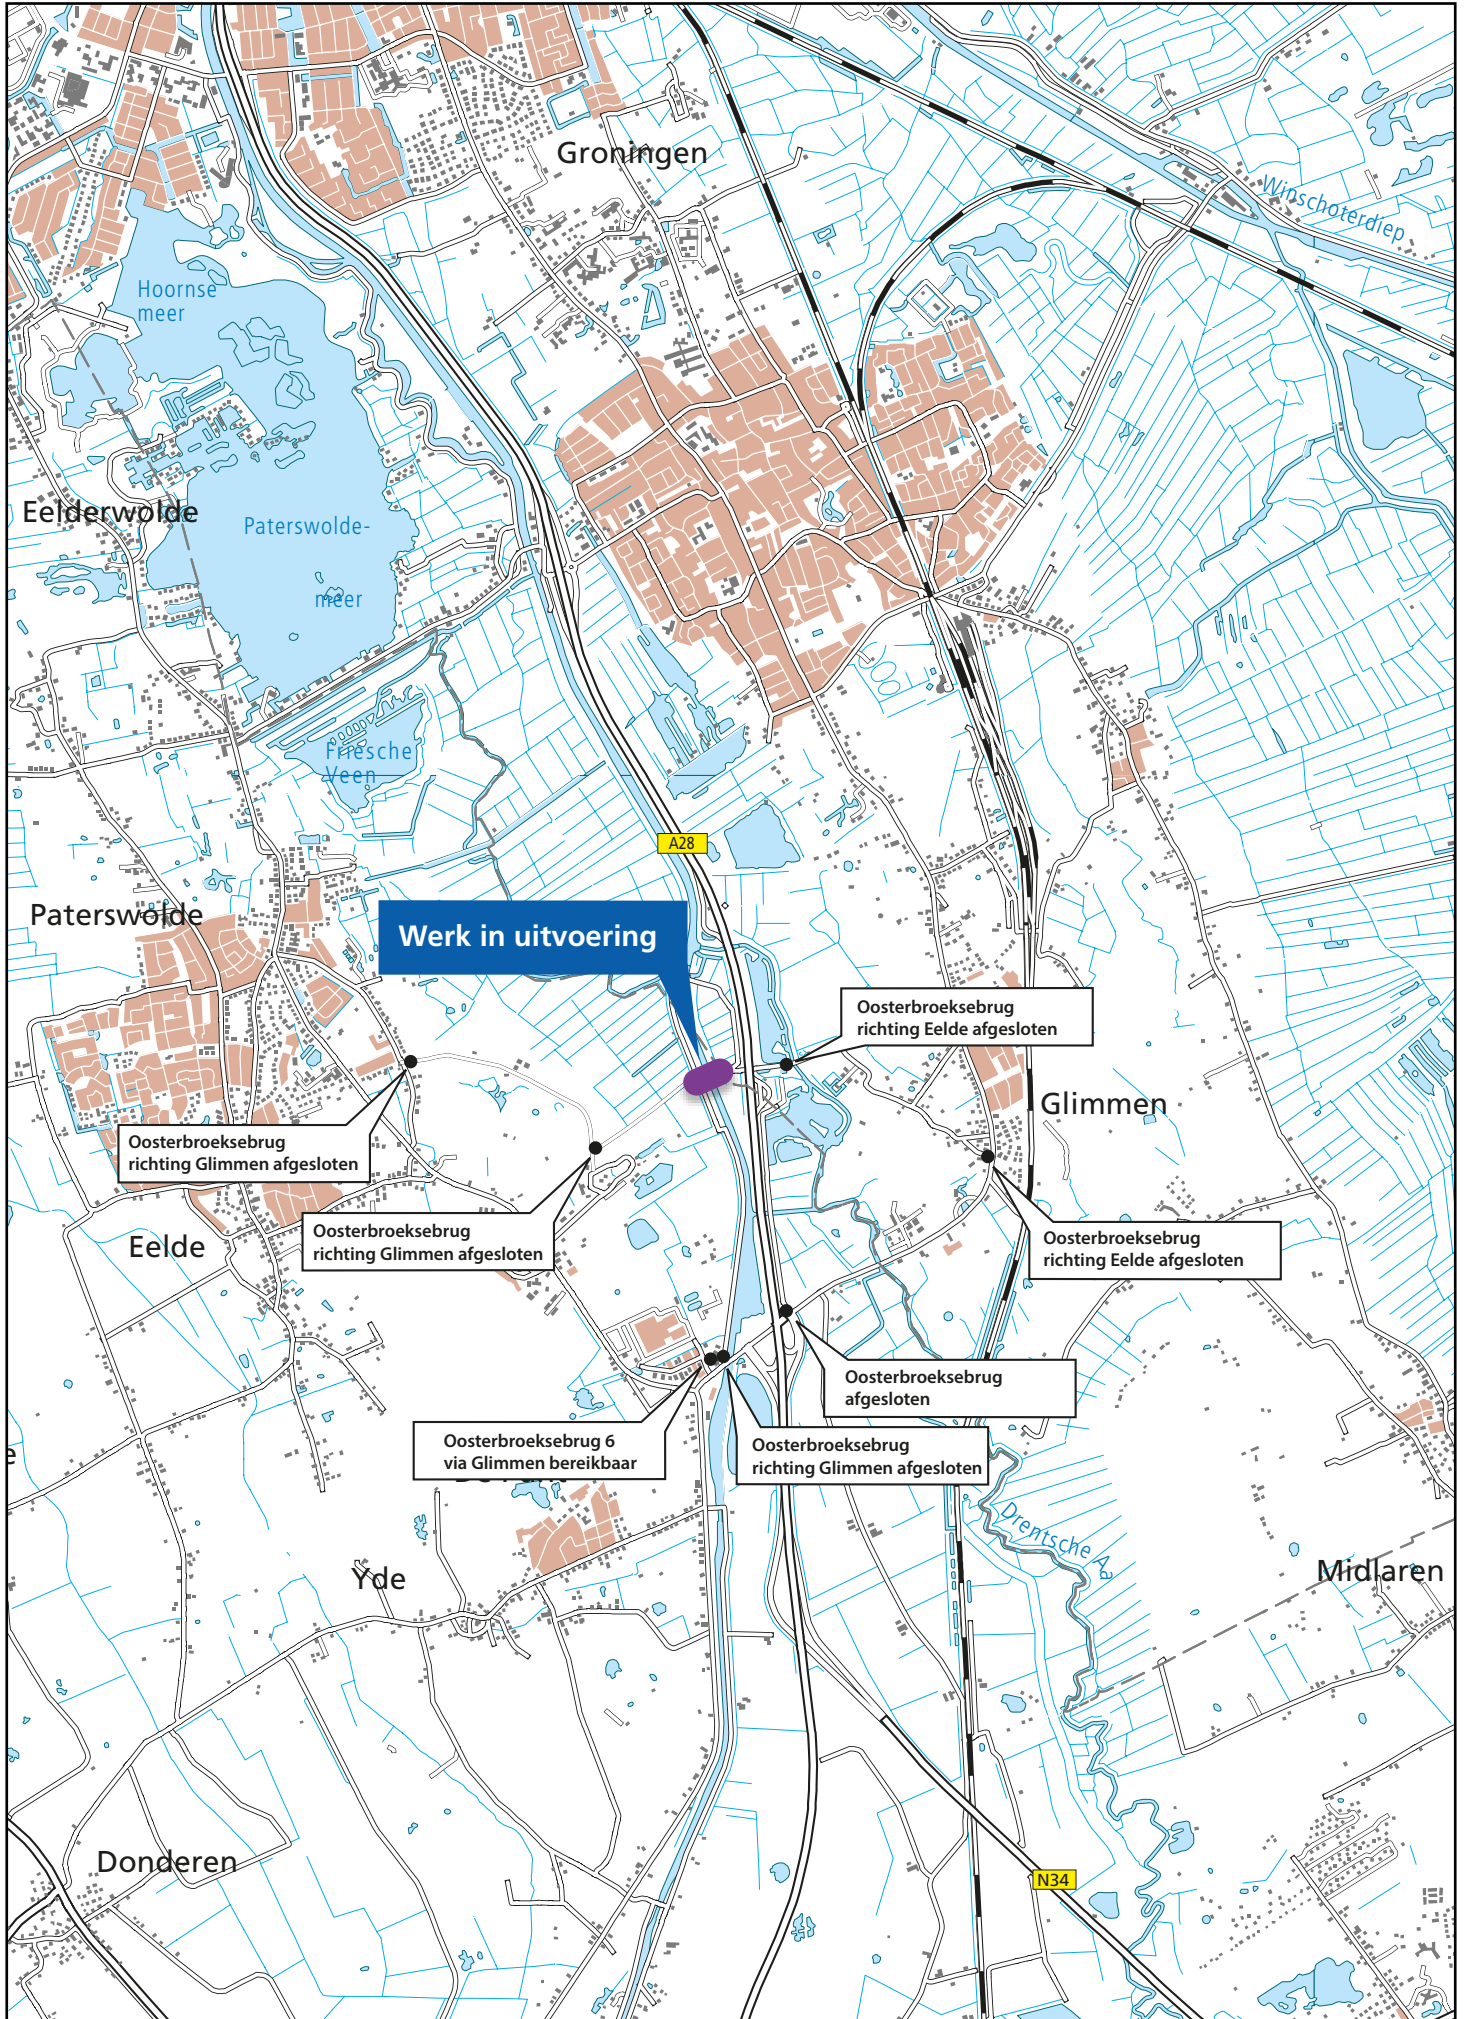 Groningen
Winschoterdiep
Hoornse
meer
Eelderwolde
Paterswolde-
meer
Friesche
Veen
A28
Paterswolde
Werk in uitvoering
Oosterbroeksebrug
richting Eelde afgesloten
Glimmen
Oosterbroeksebrug
richting Glimmen afgesloten
Oosterbroeksebrug
richting Glimmen afgesloten
Eelde
Oosterbroeksebrug
richting Eelde afgesloten
Oosterbroeksebrug
afgesloten
Oosterbroeksebrug 6
via Glimmen bereikbaar
Oosterbroeksebrug
richting Glimmen afgesloten
Drentsche Aa
Yde
Midlaren
Donderen
N34